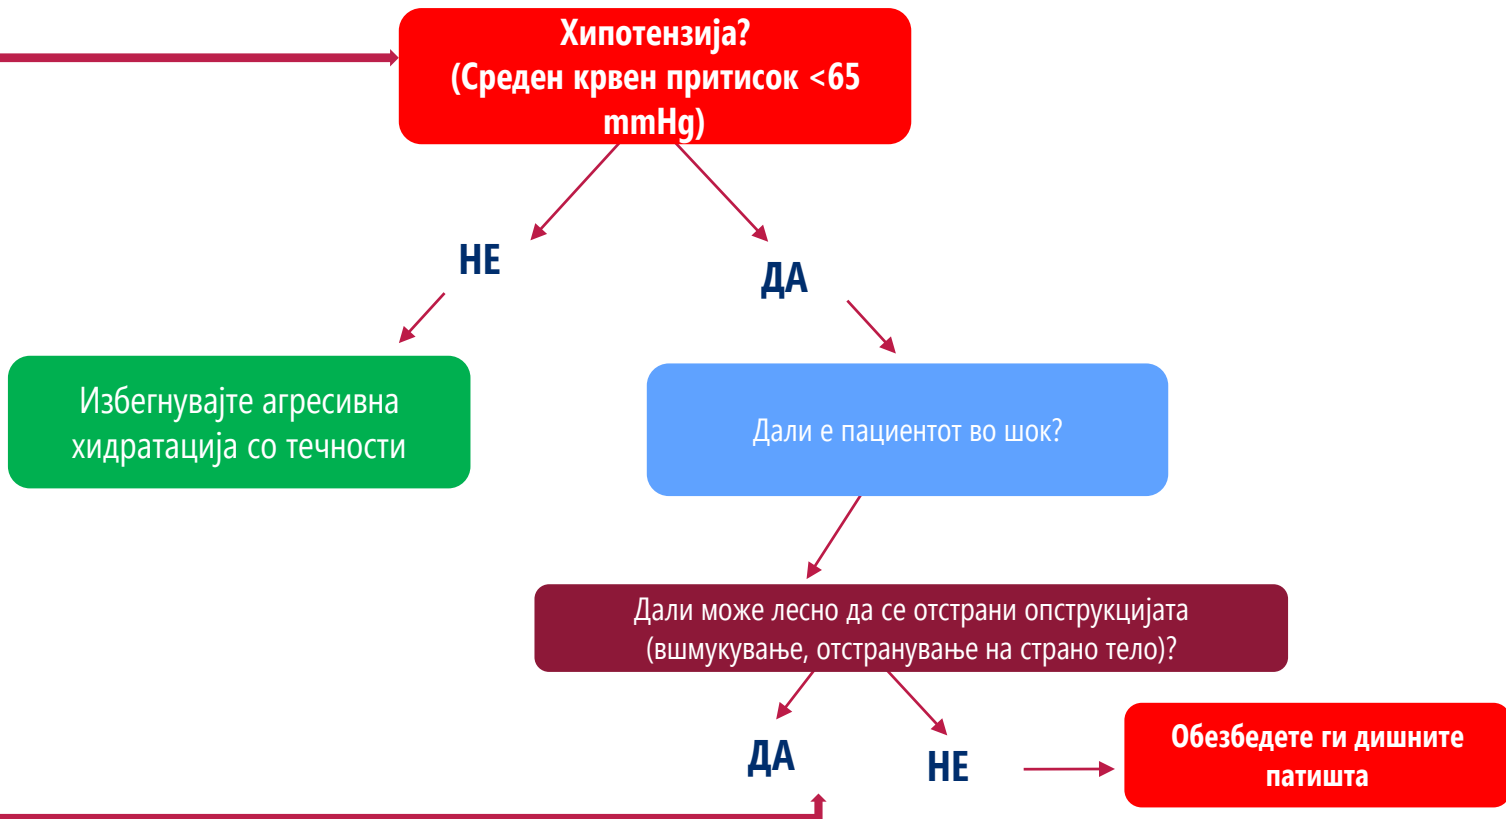 Хипотензија?
(Среден крвен притисок <65
mmHg)
НЕ
ДА
Избегнувајте агресивна
хидратација со течности
Дали е пациентот во шок?
Дали може лесно да се отстрани опструкцијата
(вшмукување, отстранување на страно тело)?
ДА
НЕ
Обезбедете ги дишните
патишта